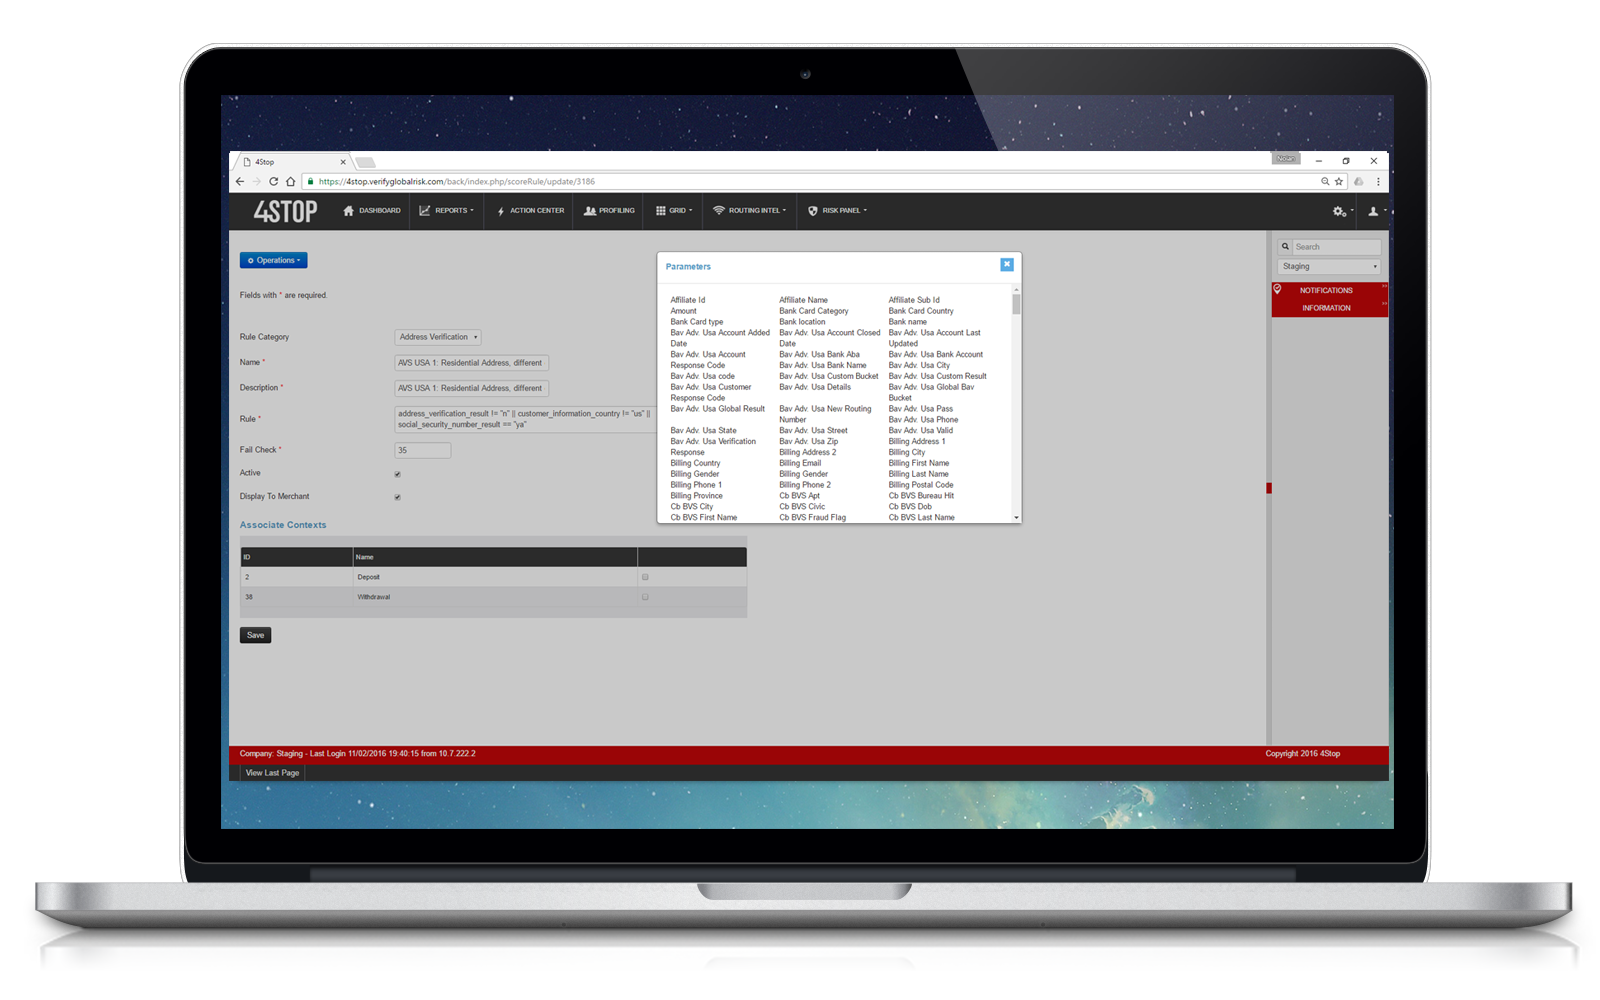 4Stop
Nolan
https://4stop.verifyglobalrisk.com/back/index.php/scoreRule/update/3186
4STOP DASHBOARD REPORTS ACTION CENTER PROFILING GRID ROUTING INTEL RISK PANEL
Operations
Search
Staging
NOTIFICATIONS
INFORMATION
Fields with * are required.
Rule Category Address Verification
Name * AVS USA 1: Residential Address, different
Description * AVS USA 1: Residential Address, different
Rule * address_verification_result != "n" || customer_information_country != "us" ||
social_security_number_result == "ya"
Fail Check * 35
Active
Display To Merchant
Associate Contexts
ID Name
2 Deposit
38 Withdrawal
Save
Parameters
Affiliate Id Affiliate Name Affiliate Sub Id
Amount Bank Card Category Bank Card Country
Bank Card type Bank location Bank name
Bav Adv. Usa Account Added Bav Adv. Usa Account Closed Bav Adv. Usa Account Last
Date Date Updated
Bav Adv. Usa Account Bav Adv. Usa Bank Aba Bav Adv. Usa Bank Account
Response Code Bav Adv. Usa Bank Name Bav Adv. Usa City
Bav Adv. Usa code Bav Adv. Usa Custom Bucket Bav Adv. Usa Custom Result
Bav Adv. Usa Customer Bav Adv. Usa Details Bav Adv. Usa Global Bav
Response Code Bucket
Bav Adv. Usa Global Result Bav Adv. Usa New Routing Bav Adv. Usa Pass
Number Bav Adv. Usa Phone
Bav Adv. Usa State Bav Adv. Usa Street Bav Adv. Usa Valid
Bav Adv. Usa Verification Bav Adv. Usa Zip Billing Address 1
Response Billing Address 2 Billing City
Billing Country Billing Email Billing First Name
Billing Gender Billing Gender Billing Last Name
Billing Phone 1 Billing Phone 2 Billing Postal Code
Billing Province Cb BVS Apt Cb BVS Bureau Hit
Cb BVS City Cb BVS Civic Cb BVS Dob
Cb BVS First Name Cb BVS Fraud Flag Cb BVS Last Name
Company: Staging - Last Login 11/02/2016 19:40:15 from 10.7.222.2 Copyright 2016 4Stop
View Last Page